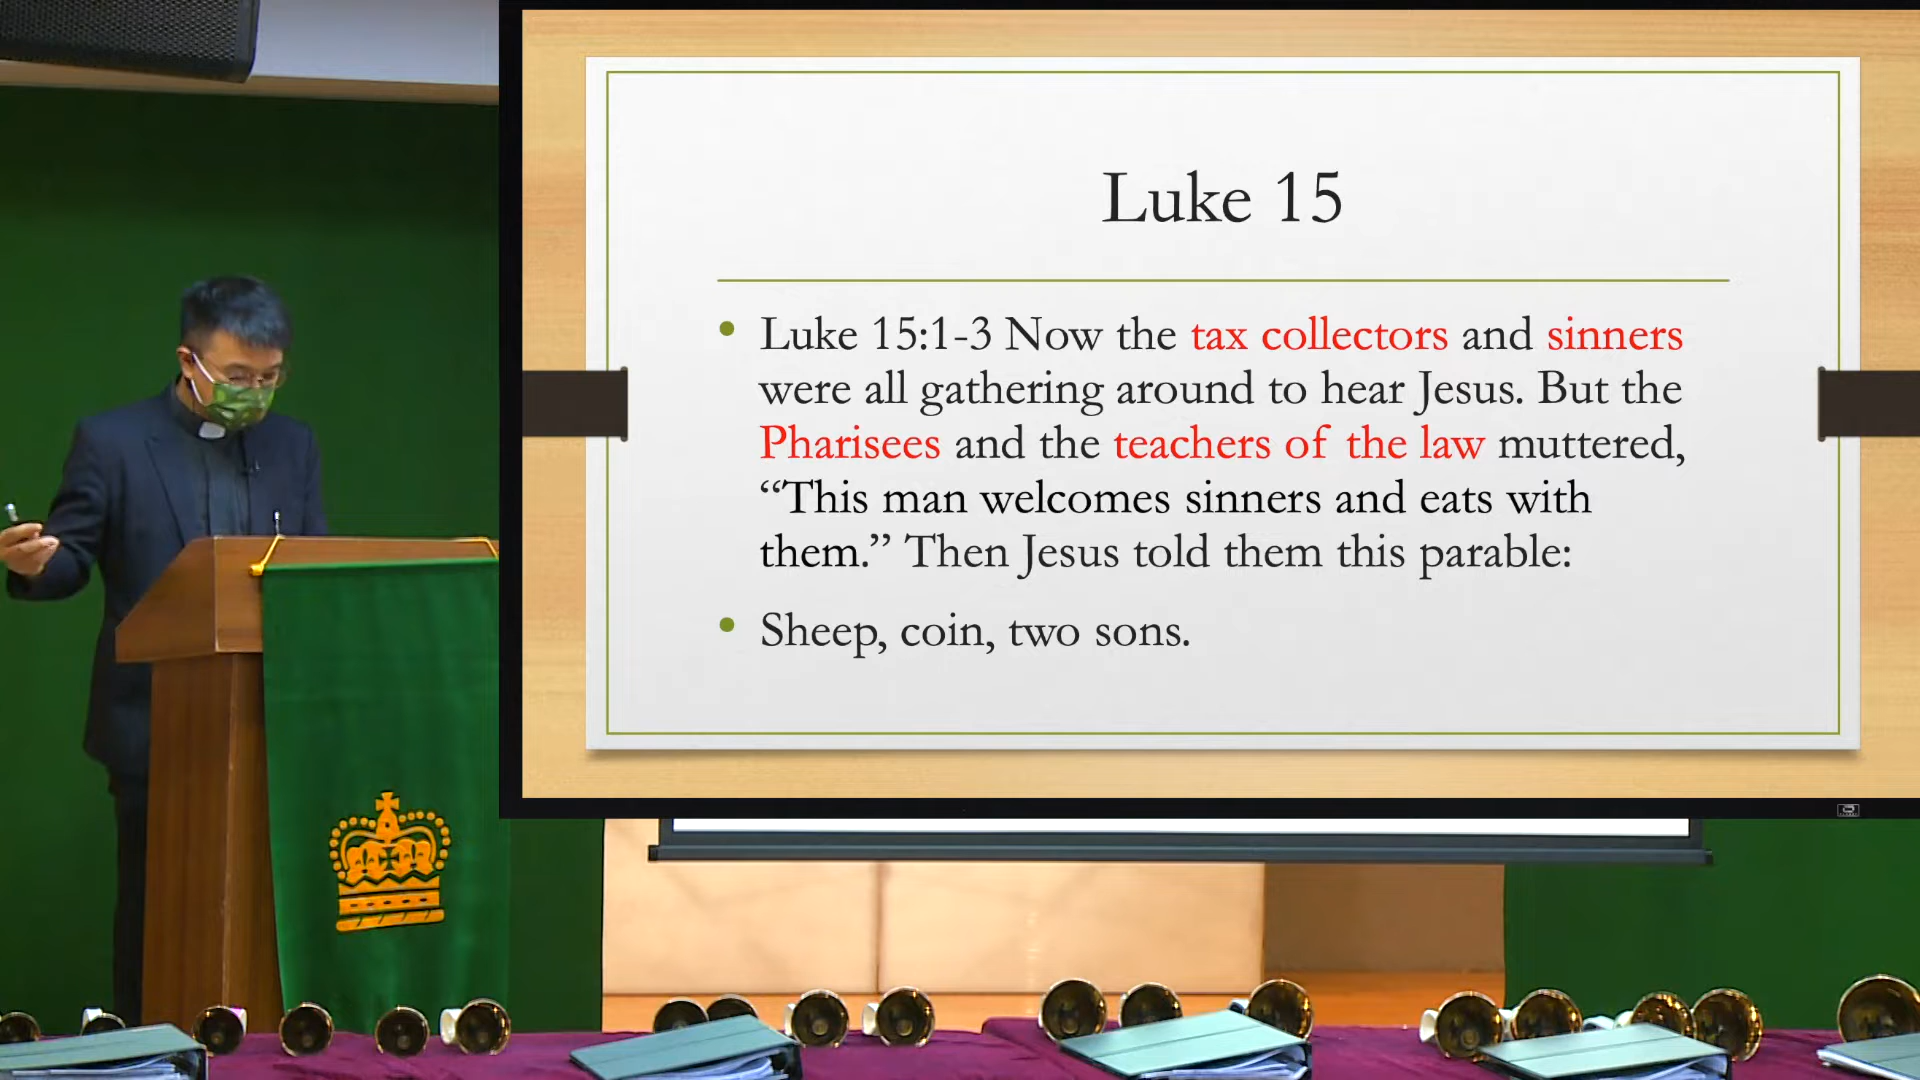 Luke 15
• Luke 15:1-3 Now the tax collectors and sinners
were all gathering around to hear Jesus. But the
Pharisees and the teachers of the law muttered,
“This man welcomes sinners and eats with
them.” Then Jesus told them this parable:
• Sheep, coin, two sons.